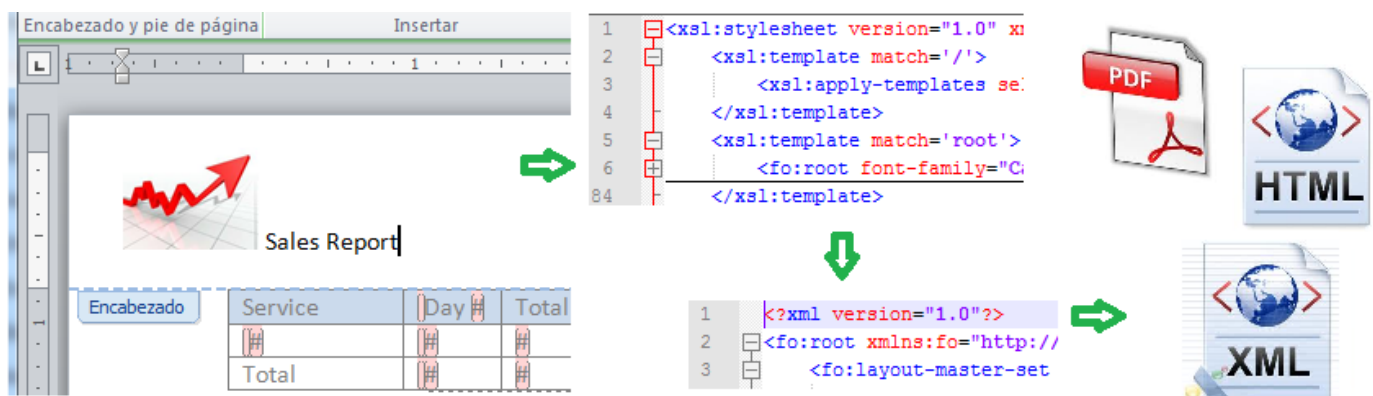 Encabezado y pie de página
Insertar
L
1 1
Sales Report
Encabezado
Service Day # Total
# # #
Total # #
1
1 <xsl:stylesheet version="1.0"
2 <xsl:template match='/'>
3 <xsl:apply-templates
4 </xsl:template>
5 <xsl:template match='root'>
6 <fo:root font-family=
84 </xsl:template>
1 <?xml version="1.0"?>
2 <fo:root xmlns:fo="http://
3 <fo:layout-master-set
PDF
HTML
XML